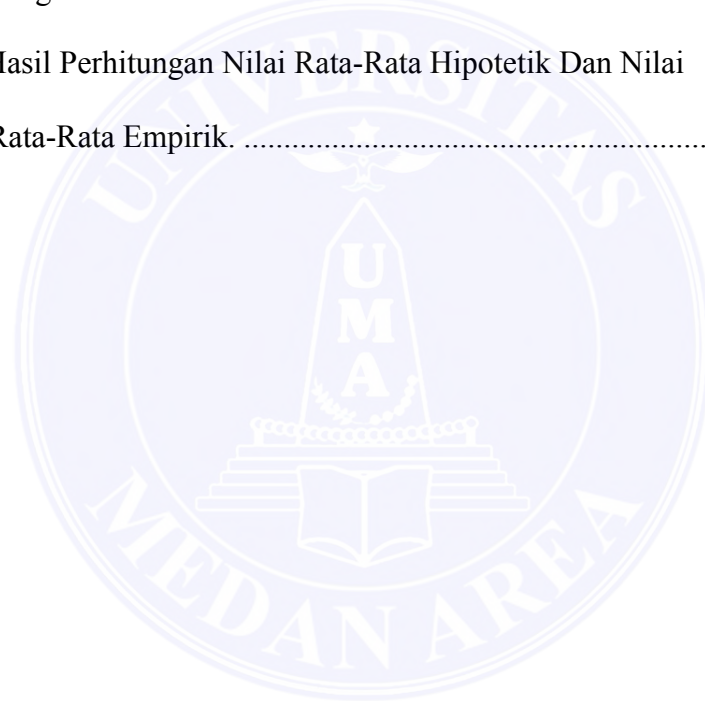 Hasil Perhitungan Nilai Rata-Rata Hipotetik Dan Nilai
Rata-Rata Empirik. ..........................................................
UNIVERSITAS
U
M
A
MEDAN AREA